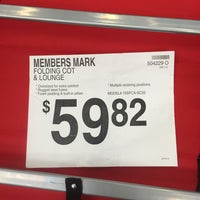 MEMBERS MARK
FOLDING COT
& LOUNGE
504229 O
* Oversized for extra comfort
* Rugged steel frame
* Foam padding & built-in pillow
* Multiple reclining positions
$59.82